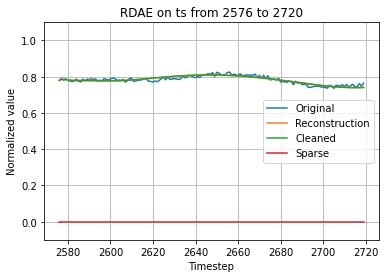 RDAE on ts from 2576 to 2720
Normalized value
1.0
0.8
0.6
0.4
0.2
0.0
Original
Reconstruction
Cleaned
Sparse
2580 2600 2620 2640 2660 2680 2700 2720
Timestep